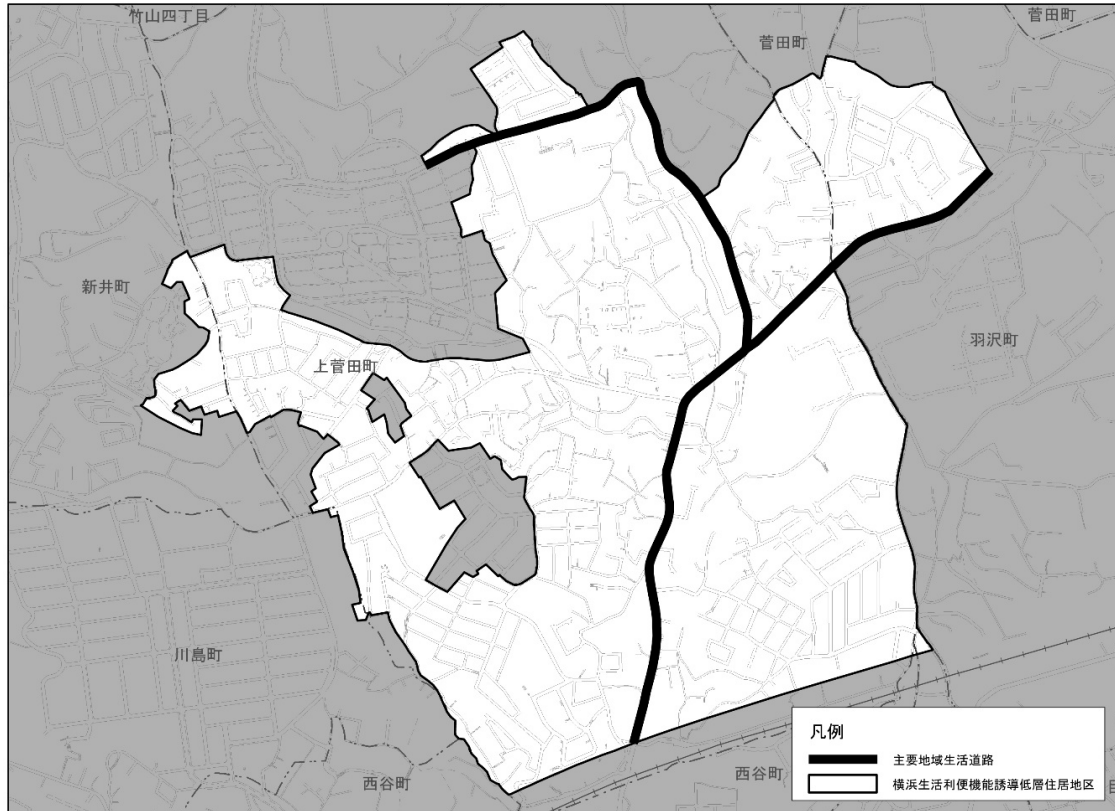 竹山四丁目
菅田町
菅田町
新井町
羽沢町
上菅田町
川島町
西谷町
西谷町
凡例
主要地域生活道路
横浜生活利便機能誘導低層住居地区